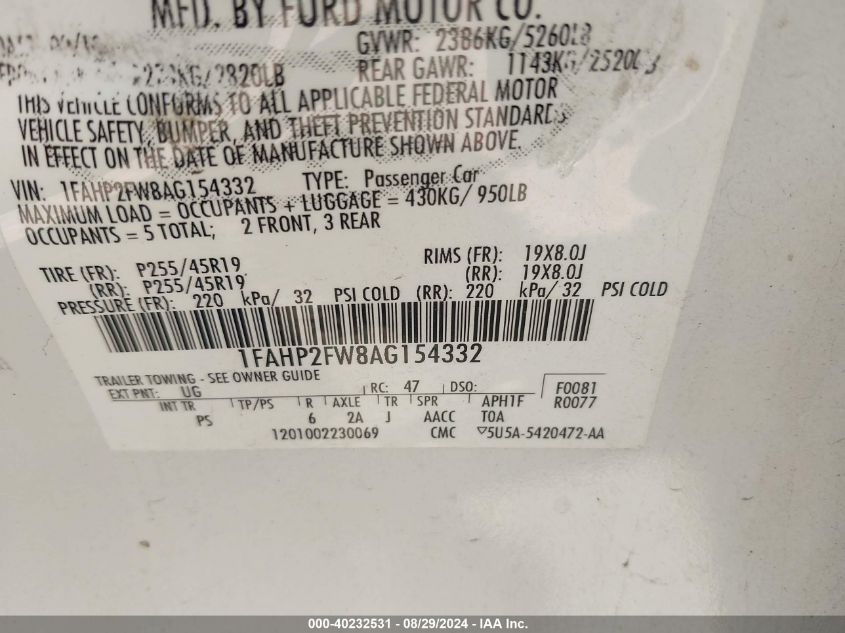 MFD. BY FORD MOTOR CO.
GVWR: 2386KG/5260LB
KG/2820LB REAR GAWR: 1143KG/2520LB
THIS VEHICLE CONFORMS TO ALL APPLICABLE FEDERAL MOTOR
VEHICLE SAFETY, BUMPER, AND THEFT PREVENTION STANDARDS
IN EFFECT ON THE DATE OF MANUFACTURE SHOWN ABOVE.
VIN: 1FAHP2FW8AG154332 TYPE: Passenger Car
MAXIMUM LOAD = OCCUPANTS + LUGGAGE = 430KG/ 950LB
OCCUPANTS = 5 TOTAL; 2 FRONT, 3 REAR
TIRE (FR): P255/45R19 RIMS (FR): 19X8.0J
(RR): P255/45R19 (RR): 19X8.0J
PRESSURE (FR): 220 kPa/ 32 PSI COLD (RR): 220 kPa/ 32 PSI COLD
1FAHP2FW8AG154332
TRAILER TOWING - SEE OWNER GUIDE
EXT PNT: UG RC: 47 DSO: F0081
INT TR TP/PS R AXLE TR SPR APH1F R0077
PS 6 2A J AACC TOA
1201002230069 CMC 5U5A-5420472-AA
000-40232531 - 08/29/2024 - COPYRIGHT © IAA, Inc.